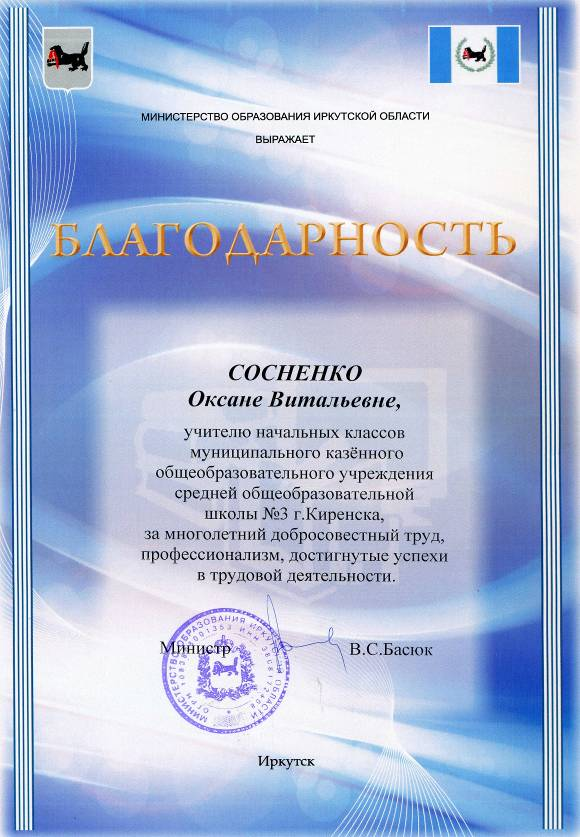 МИНИСТЕРСТВО ОБРАЗОВАНИЯ ИРКУТСКОЙ ОБЛАСТИ
ВЫРАЖАЕТ
БЛАГОДАРНОСТЬ
СОСНЕНКО
Оксане Витальевне,
учителю начальных классов
муниципального казённого
общеобразовательного учреждения
средней общеобразовательной
школы №3 г.Киренска,
за многолетний добросовестный труд,
профессионализм, достигнутые успехи
в трудовой деятельности.
Министр В.С.Басюк
МИНИСТЕРСТВО ОБРАЗОВАНИЯ ИРКУТСКОЙ ОБЛАСТИ
Иркутск